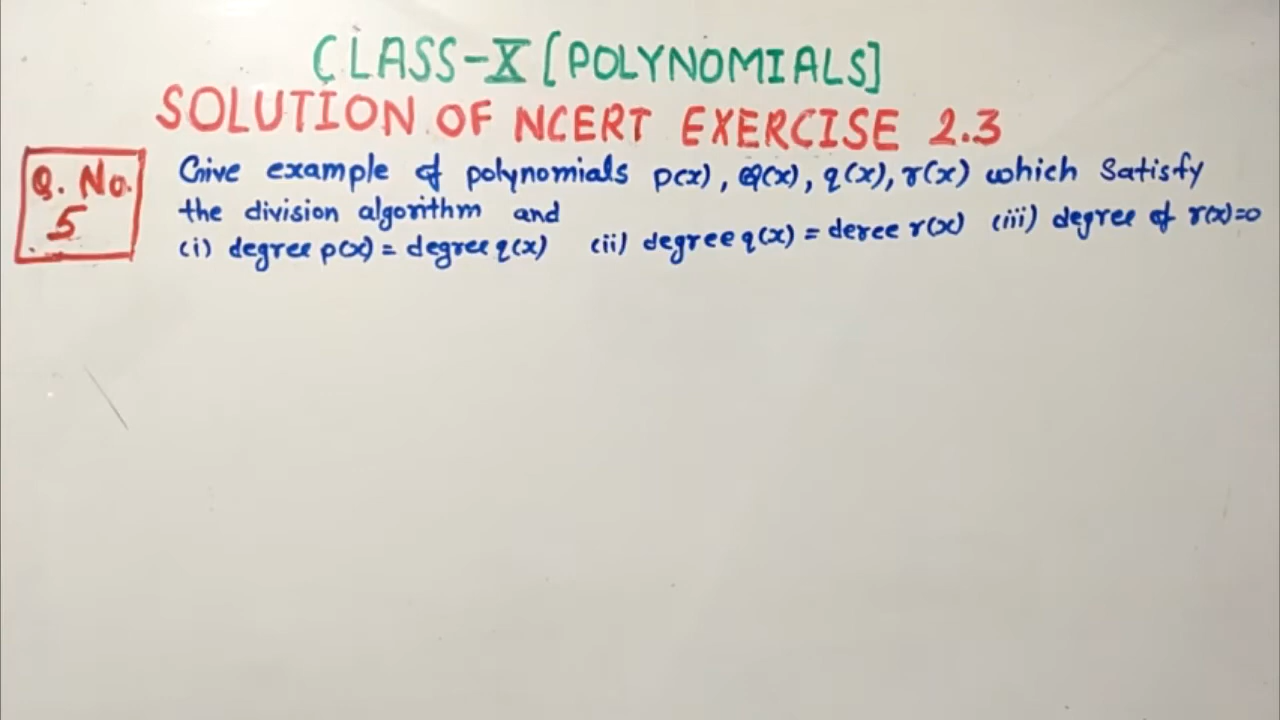 CLASS-X [POLYNOMIALS]
SOLUTION OF NCERT EXERCISE 2.3
Q. No. 5
Give example of polynomials p(x), g(x), q(x), r(x) which satisfy
the division algorithm and
(i) degree p(x) = degree q(x) (ii) degree q(x) = deree r(x) (iii) degree of r(x)=0